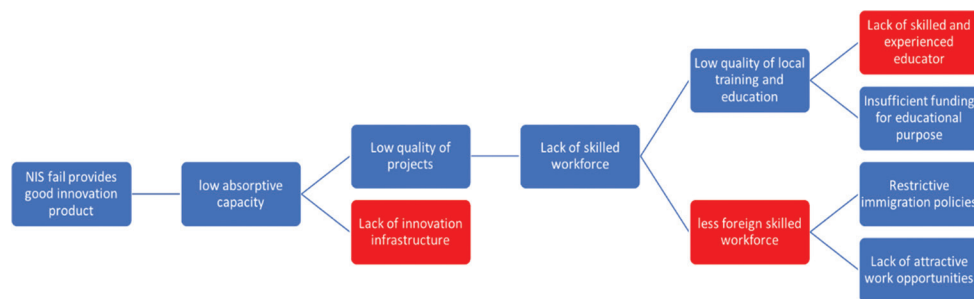 NIS fail provides
good innovation
product
low absorptive
capacity
Low quality of
projects
Lack of innovation
infrastructure
Lack of skilled
workforce
Low quality of local
training and
education
less foreign skilled
workforce
Lack of skilled and
experienced
educator
Insufficient funding
for educational
purpose
Restrictive
immigration policies
Lack of attractive
work opportunities